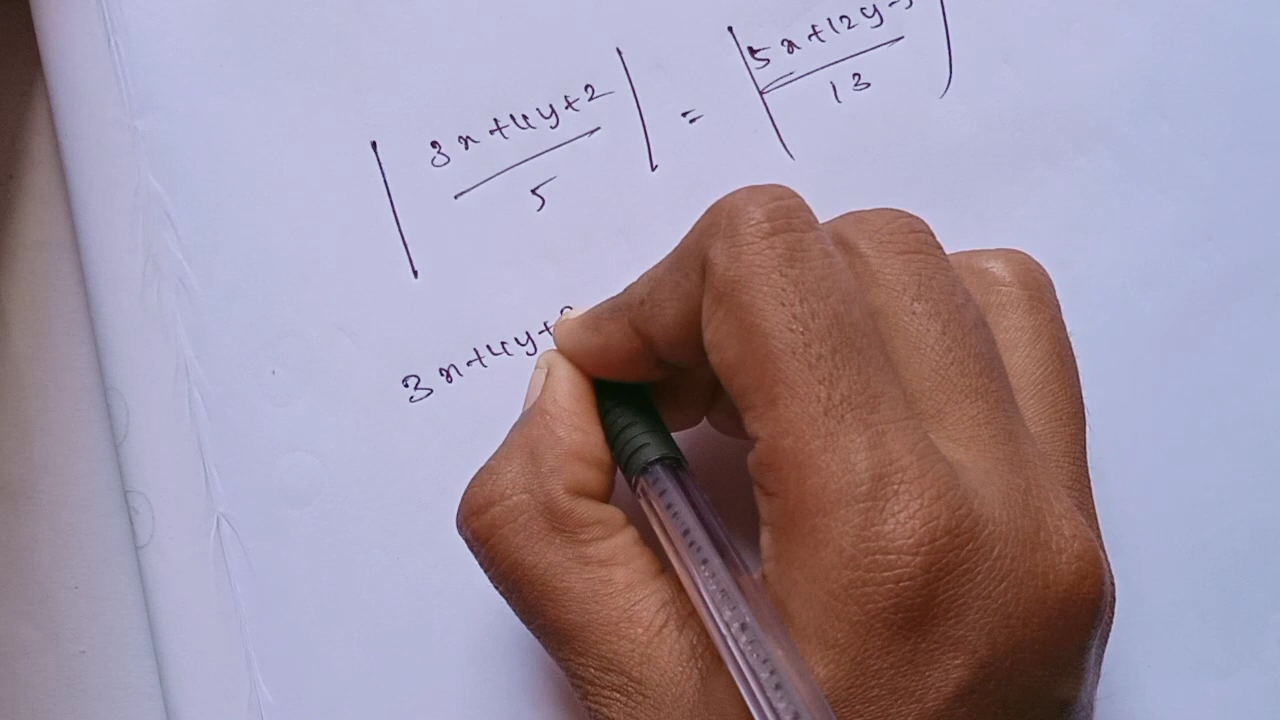 | 3x+4y+2 / 5 | = | 5x+12y- / 13 |
3x+4y+